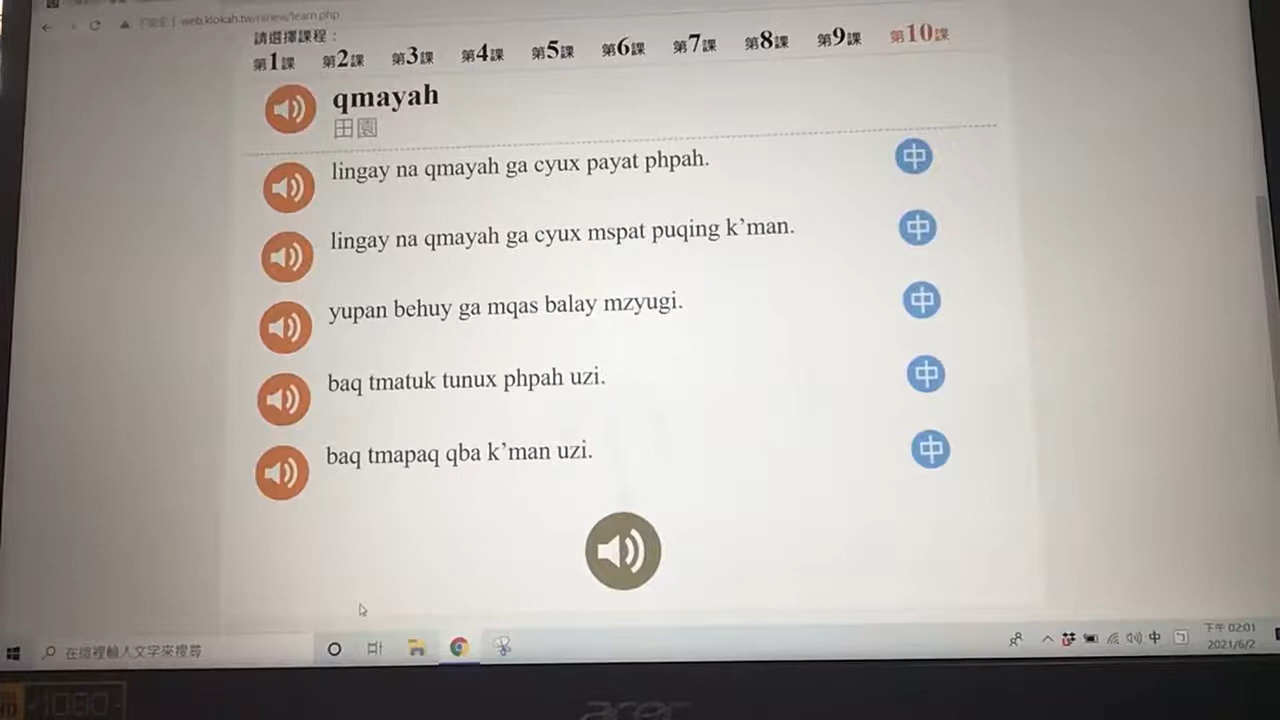 web.klokah.tw
請選擇課程：
第1課 第2課 第3課 第4課 第5課 第6課 第7課 第8課 第9課 第10課
qmayah
田園
lingay na qmayah ga cyux payat phpah. 中
lingay na qmayah ga cyux mspat puqing k’man. 中
yupan behuy ga mqas balay mzyugi. 中
baq tmatuk tunux phpah uzi. 中
baq tmapaq qba k’man uzi. 中
在這裡輸入文字來搜尋
中
下午 02:01
2021/6/2
1080
acer